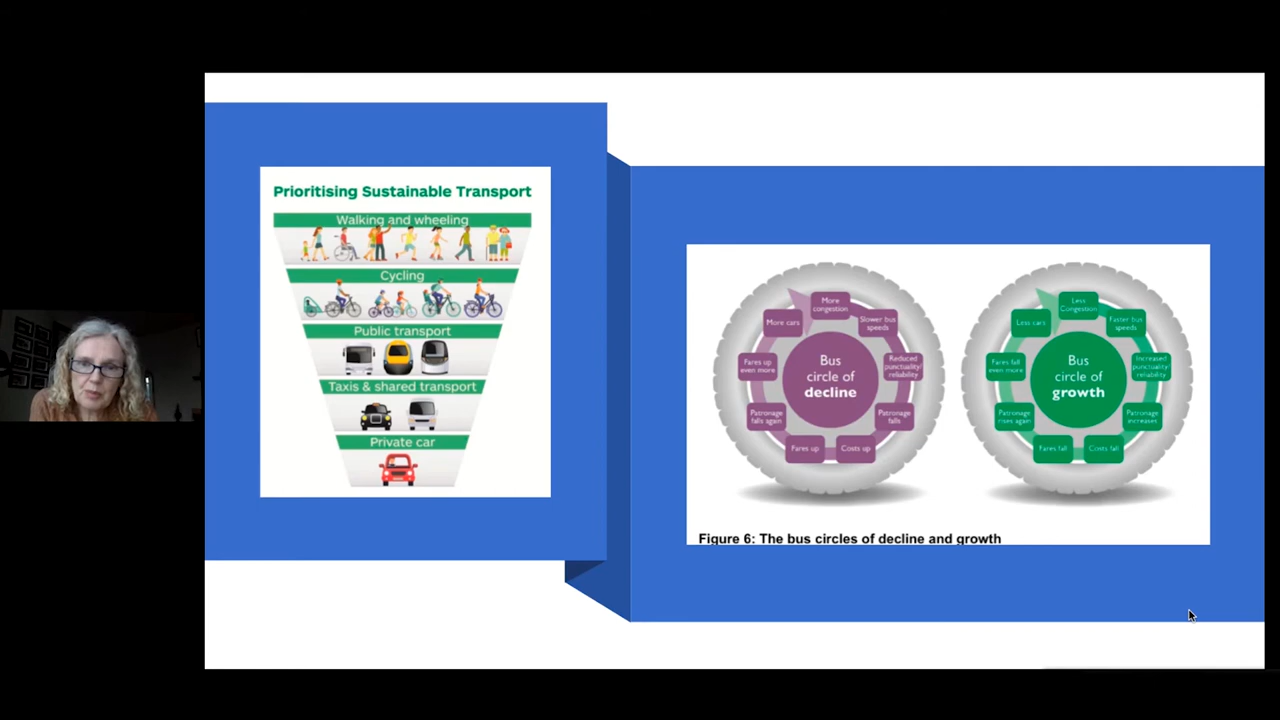 Prioritising Sustainable Transport
Walking and wheeling
Cycling
Public transport
Taxis & shared transport
Private car
More
congestion
Slower bus
speeds
Reduced
punctuality/
reliability
Patronage
falls
Costs up
Fares up
Patronage
falls again
Fares up
even more
More cars
Bus
circle of
decline
Less
Congestion
Faster bus
speeds
Increased
punctuality/
reliability
Patronage
increases
Costs fall
Fares fall
Patronage
rises again
Fares fall
even more
Less cars
Bus
circle of
growth
Figure 6: The bus circles of decline and growth